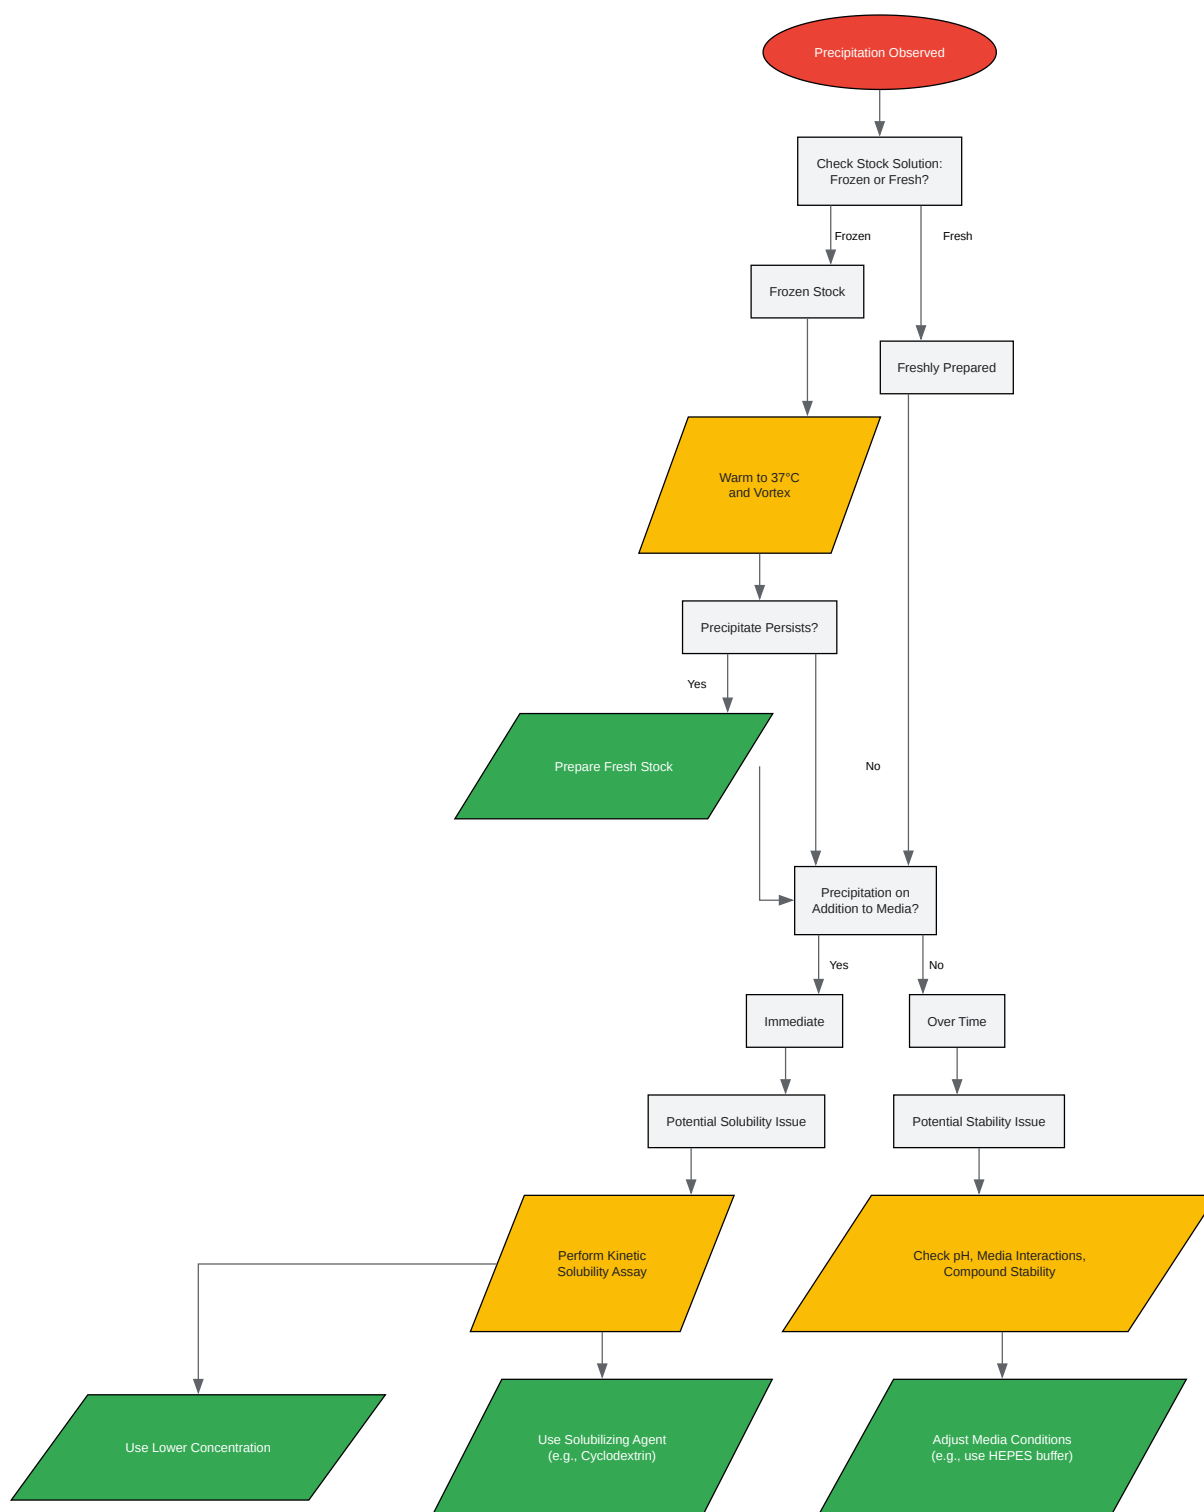 Precipitation Observed
Check Stock Solution:
Frozen or Fresh?
Frozen
Fresh
Frozen Stock
Freshly Prepared
Warm to 37°C
and Vortex
Precipitate Persists?
Yes
Prepare Fresh Stock
No
Precipitation on
Addition to Media?
Yes
No
Immediate
Over Time
Potential Solubility Issue
Potential Stability Issue
Perform Kinetic
Solubility Assay
Check pH, Media Interactions,
Compound Stability
Use Lower Concentration
Use Solubilizing Agent
(e.g., Cyclodextrin)
Adjust Media Conditions
(e.g., use HEPES buffer)